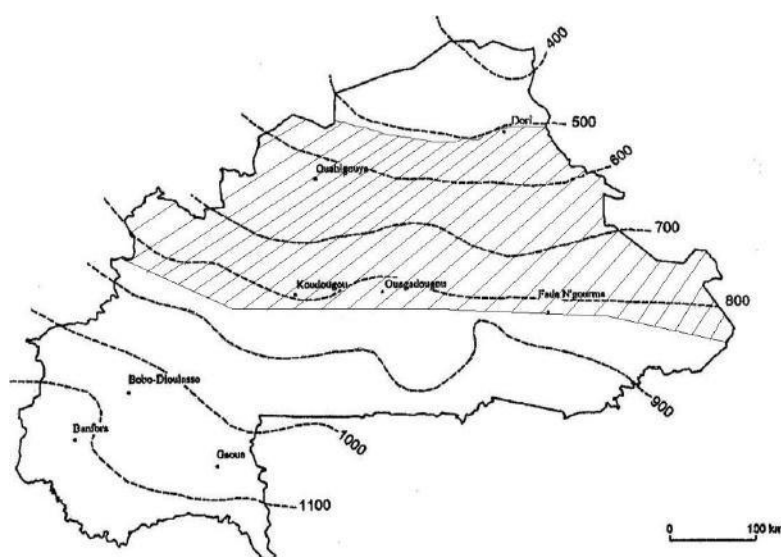 400
500
Dori
600
Ouahigouya
700
Koudougou
Ouagadougou
Fada N'gourma
800
Bobo-Dioulasso
900
Banfora
1000
Gaoua
1100
0 100 km